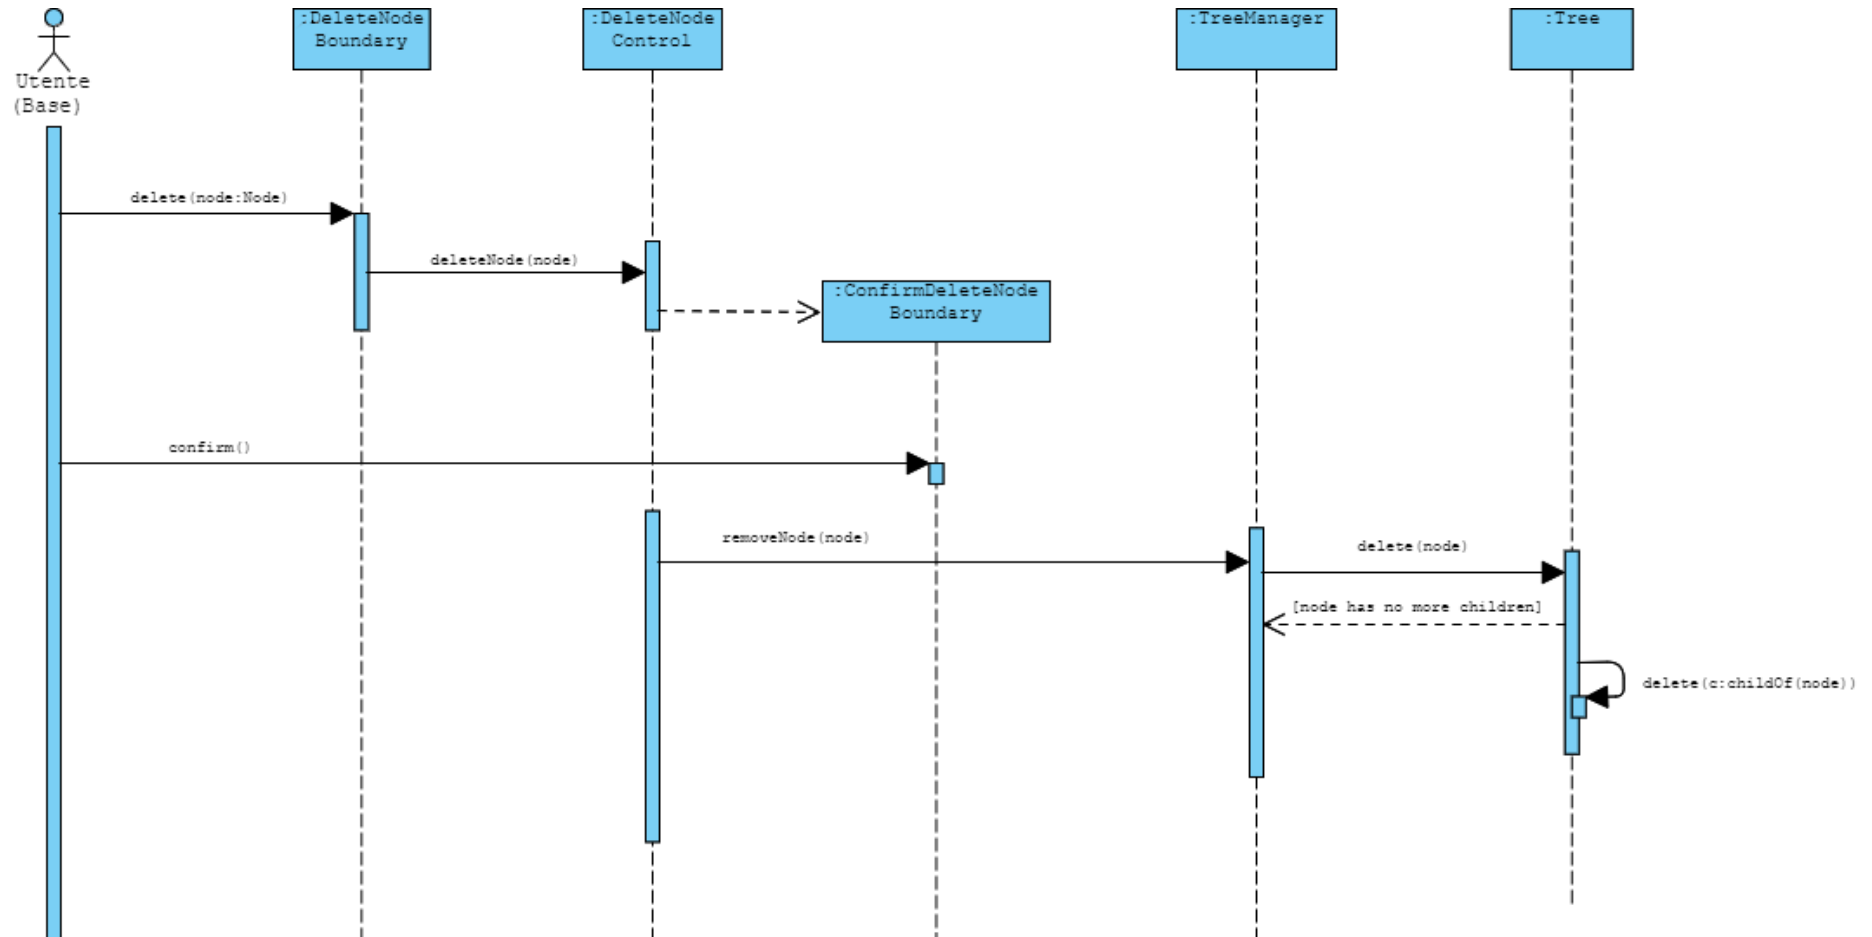 :DeleteNode
Boundary
:DeleteNode
Control
:TreeManager
:Tree
Utente
(Base)
delete(node:Node)
deleteNode(node)
:ConfirmDeleteNode
Boundary
confirm()
removeNode(node)
delete(node)
[node has no more children]
delete(c:childOf(node))